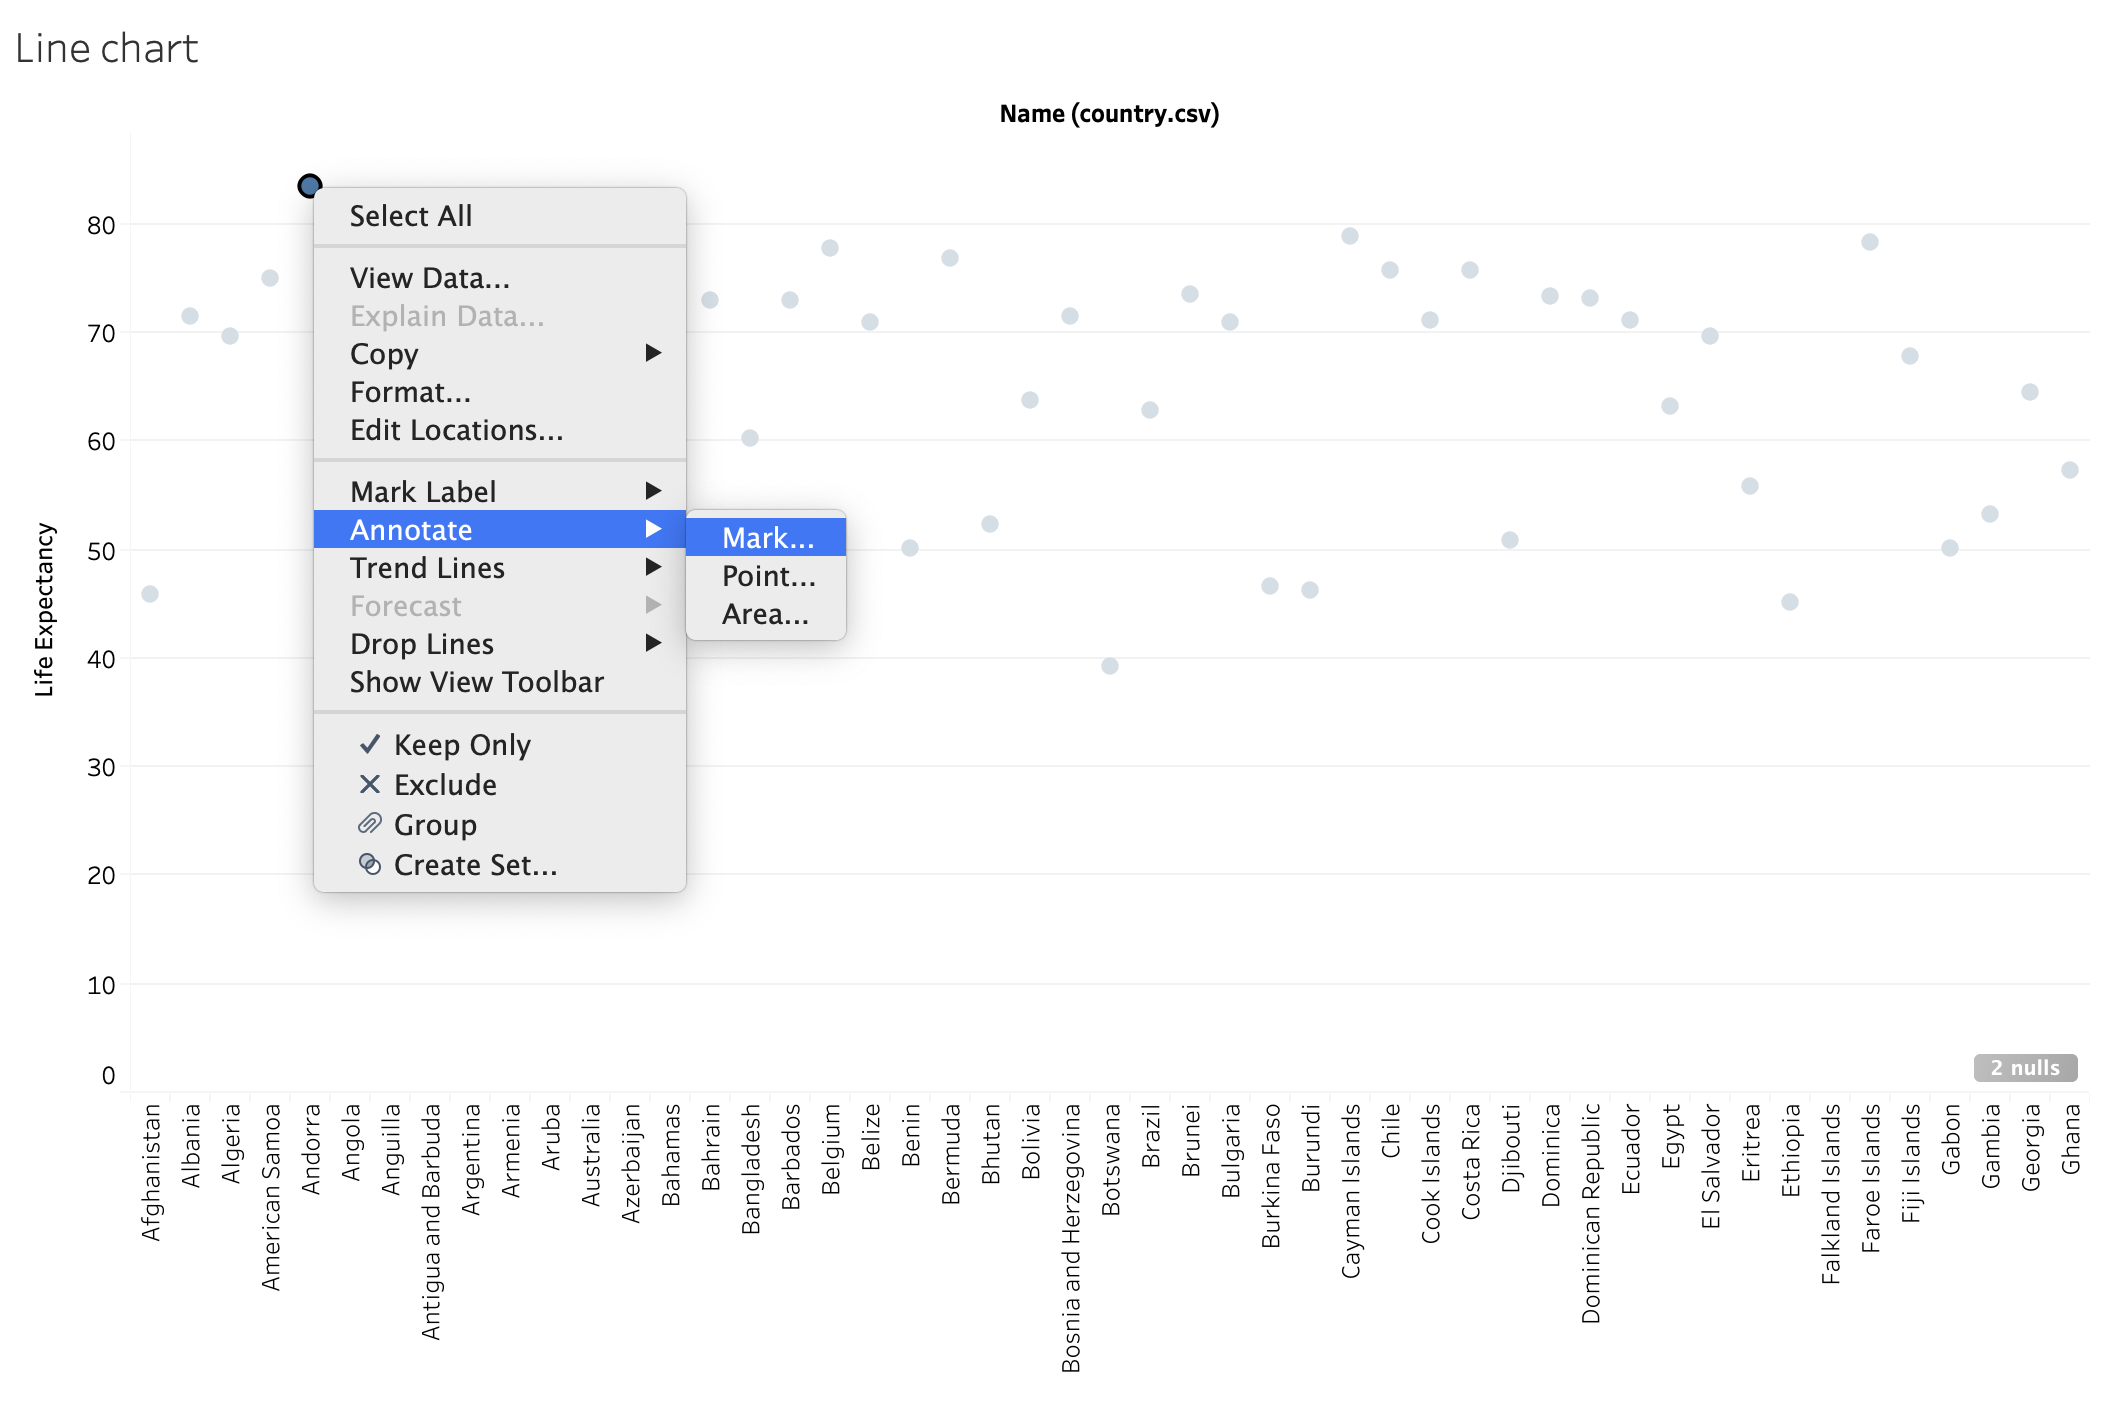 Line chart
Name (country.csv)
Life Expectancy
80
70
60
50
40
30
20
10
0
Select All
View Data...
Explain Data...
Copy
Format...
Edit Locations...
Mark Label
Annotate
Trend Lines
Forecast
Drop Lines
Show View Toolbar
Keep Only
Exclude
Group
Create Set...
Mark...
Point...
Area...
2 nulls
Afghanistan
Albania
Algeria
American Samoa
Andorra
Angola
Anguilla
Antigua and Barbuda
Argentina
Armenia
Aruba
Australia
Azerbaijan
Bahamas
Bahrain
Bangladesh
Barbados
Belgium
Belize
Benin
Bermuda
Bhutan
Bolivia
Bosnia and Herzegovina
Botswana
Brazil
Brunei
Bulgaria
Burkina Faso
Burundi
Cayman Islands
Chile
Cook Islands
Costa Rica
Djibouti
Dominica
Dominican Republic
Ecuador
Egypt
El Salvador
Eritrea
Ethiopia
Falkland Islands
Faroe Islands
Fiji Islands
Gabon
Gambia
Georgia
Ghana